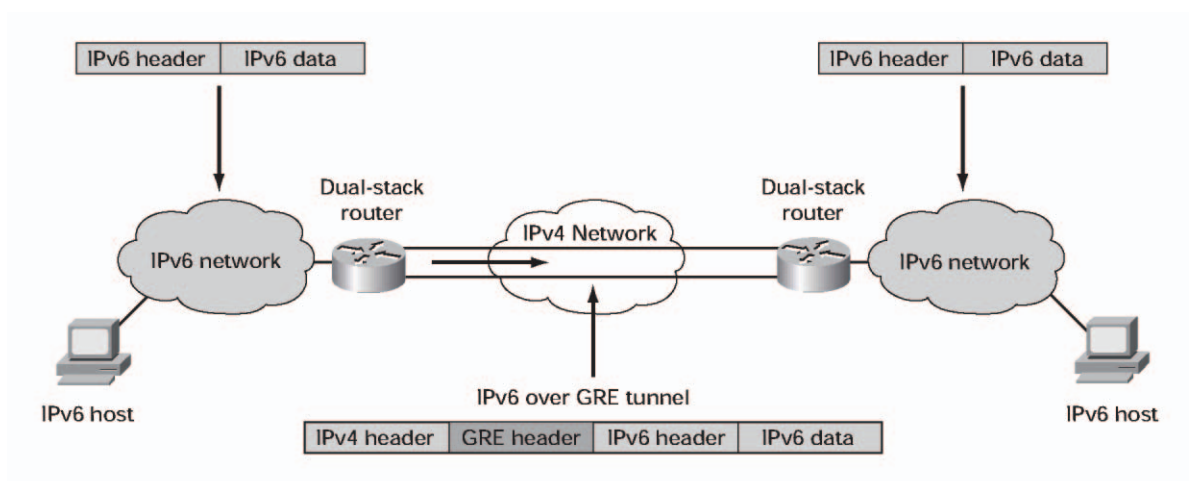 IPv6 header IPv6 data
IPv6 header IPv6 data
Dual-stack
router
Dual-stack
router
IPv4 Network
IPv6 network
IPv6 network
IPv6 over GRE tunnel
IPv6 host
IPv6 host
IPv4 header GRE header IPv6 header IPv6 data